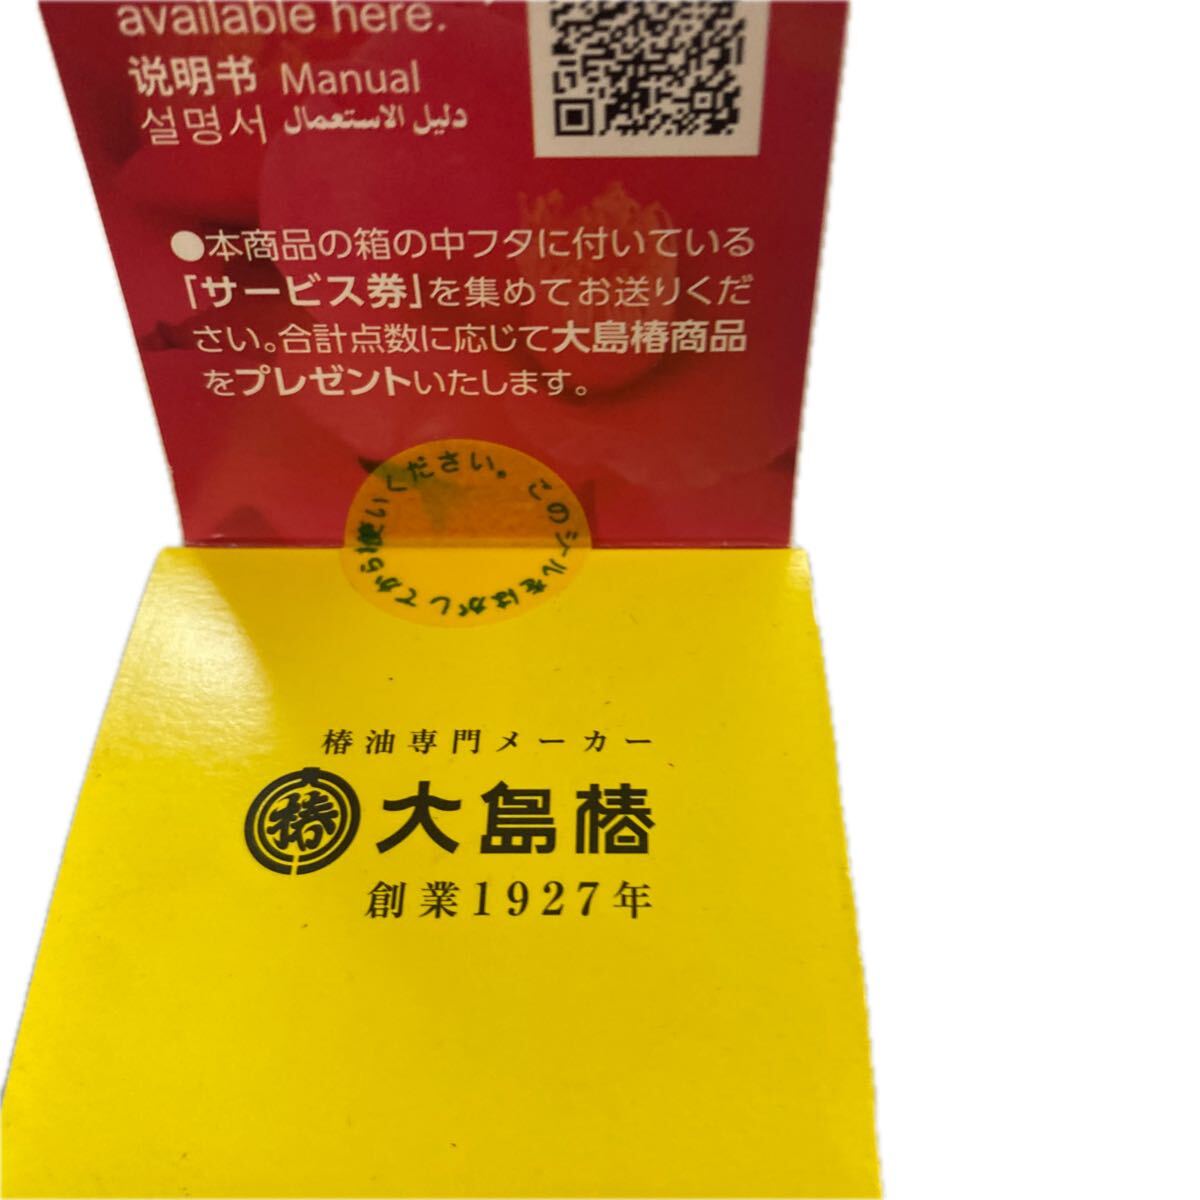 available here.
说明书 Manual
설명서 دليل الاستعمال
●本商品の箱の中フタに付いている
「サービス券」を集めてお送りくだ
さい。合計点数に応じて大島椿商品
をプレゼントいたします。
このシールをはがしてから使いください。
椿油専門メーカー
椿 大島椿
創業1927年